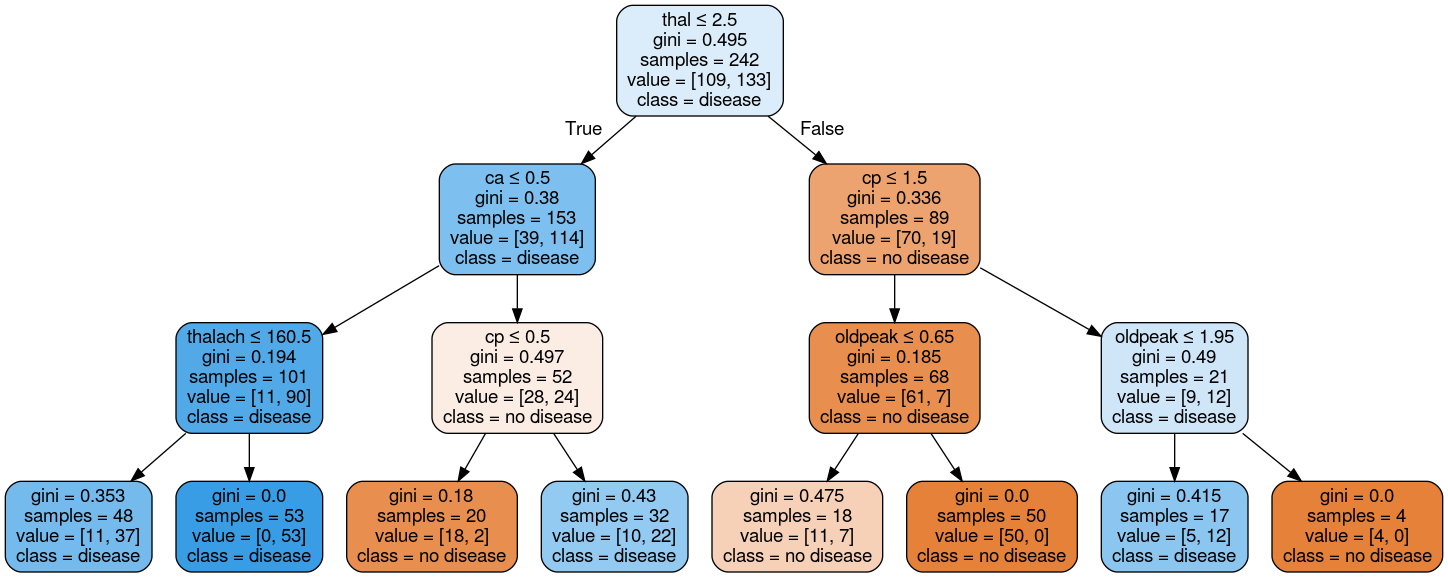 thal ≤ 2.5
gini = 0.495
samples = 242
value = [109, 133]
class = disease
True
False
ca ≤ 0.5
gini = 0.38
samples = 153
value = [39, 114]
class = disease
cp ≤ 1.5
gini = 0.336
samples = 89
value = [70, 19]
class = no disease
thalach ≤ 160.5
gini = 0.194
samples = 101
value = [11, 90]
class = disease
cp ≤ 0.5
gini = 0.497
samples = 52
value = [28, 24]
class = no disease
oldpeak ≤ 0.65
gini = 0.185
samples = 68
value = [61, 7]
class = no disease
oldpeak ≤ 1.95
gini = 0.49
samples = 21
value = [9, 12]
class = disease
gini = 0.353
samples = 48
value = [11, 37]
class = disease
gini = 0.0
samples = 53
value = [0, 53]
class = disease
gini = 0.18
samples = 20
value = [18, 2]
class = no disease
gini = 0.43
samples = 32
value = [10, 22]
class = disease
gini = 0.475
samples = 18
value = [11, 7]
class = no disease
gini = 0.0
samples = 50
value = [50, 0]
class = no disease
gini = 0.415
samples = 17
value = [5, 12]
class = disease
gini = 0.0
samples = 4
value = [4, 0]
class = no disease